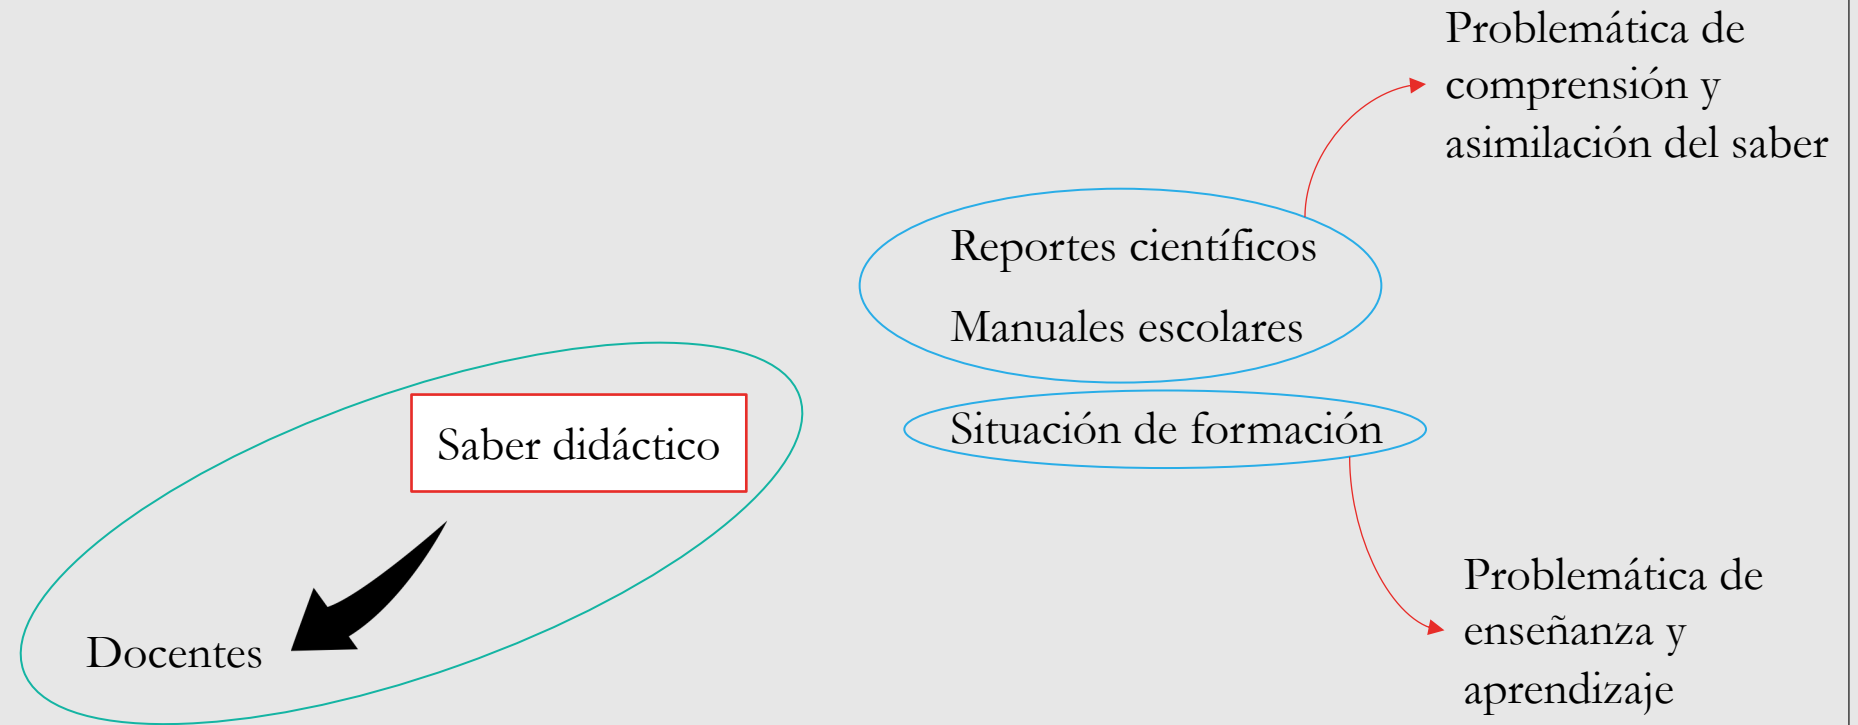 Problemática de
comprensión y
asimilación del saber
Reportes científicos
Manuales escolares
Situación de formación
Saber didáctico
Docentes
Problemática de
enseñanza y
aprendizaje